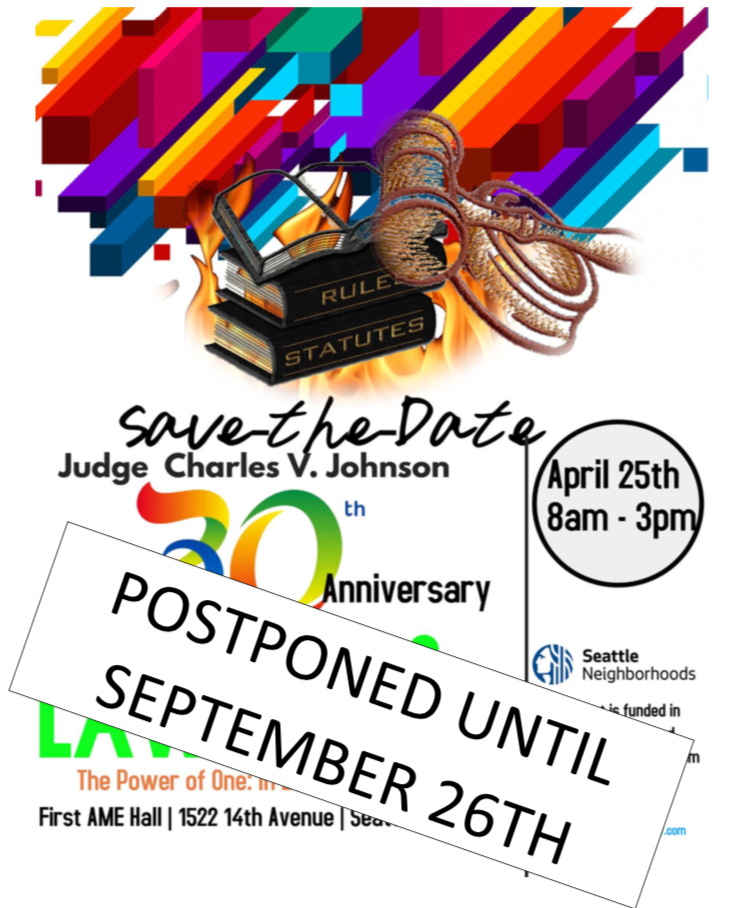 RULES
STATUTES
Save-the-Date
Judge Charles V. Johnson
30th
Anniversary
April 25th
8am - 3pm
POSTPONED UNTIL
SEPTEMBER 26TH
Seattle
Neighborhoods
is funded in
The Power of One:
First AME Hall | 1522 14th Avenue |
.com